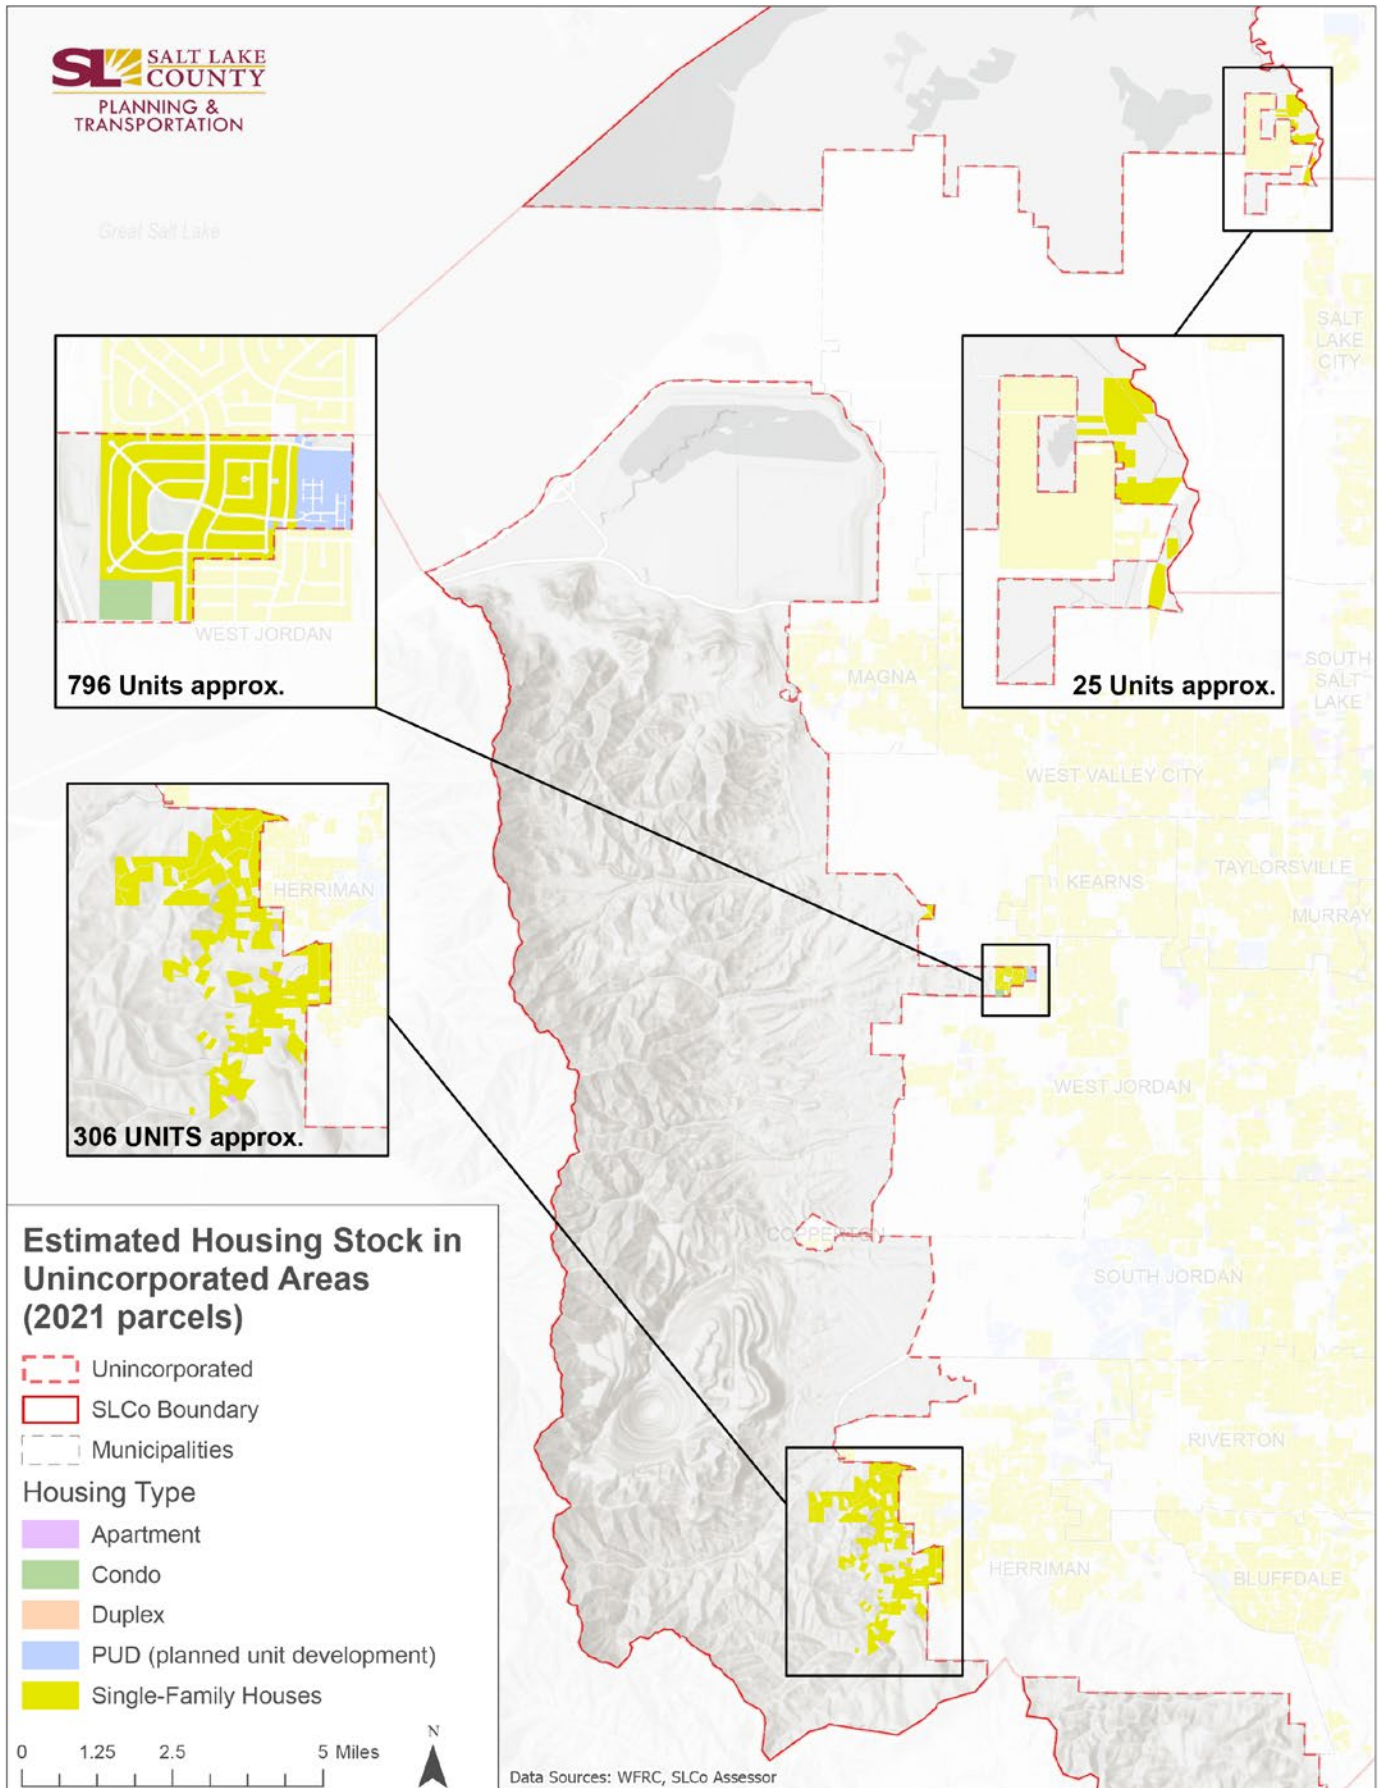 SL SALT LAKE
COUNTY
PLANNING &
TRANSPORTATION
Great Salt Lake
SALT
LAKE
CITY
WEST JORDAN
796 Units approx.
25 Units approx.
MAGNA
SOUTH
SALT
LAKE
WEST VALLEY CITY
HERRIMAN
306 UNITS approx.
KEARNS
TAYLORSVILLE
MURRAY
WEST JORDAN
COPPERTON
SOUTH JORDAN
RIVERTON
HERRIMAN
BLUFFDALE
Estimated Housing Stock in
Unincorporated Areas
(2021 parcels)
Unincorporated
SLCo Boundary
Municipalities
Housing Type
Apartment
Condo
Duplex
PUD (planned unit development)
Single-Family Houses
0 1.25 2.5 5 Miles
N
Data Sources: WFRC, SLCo Assessor